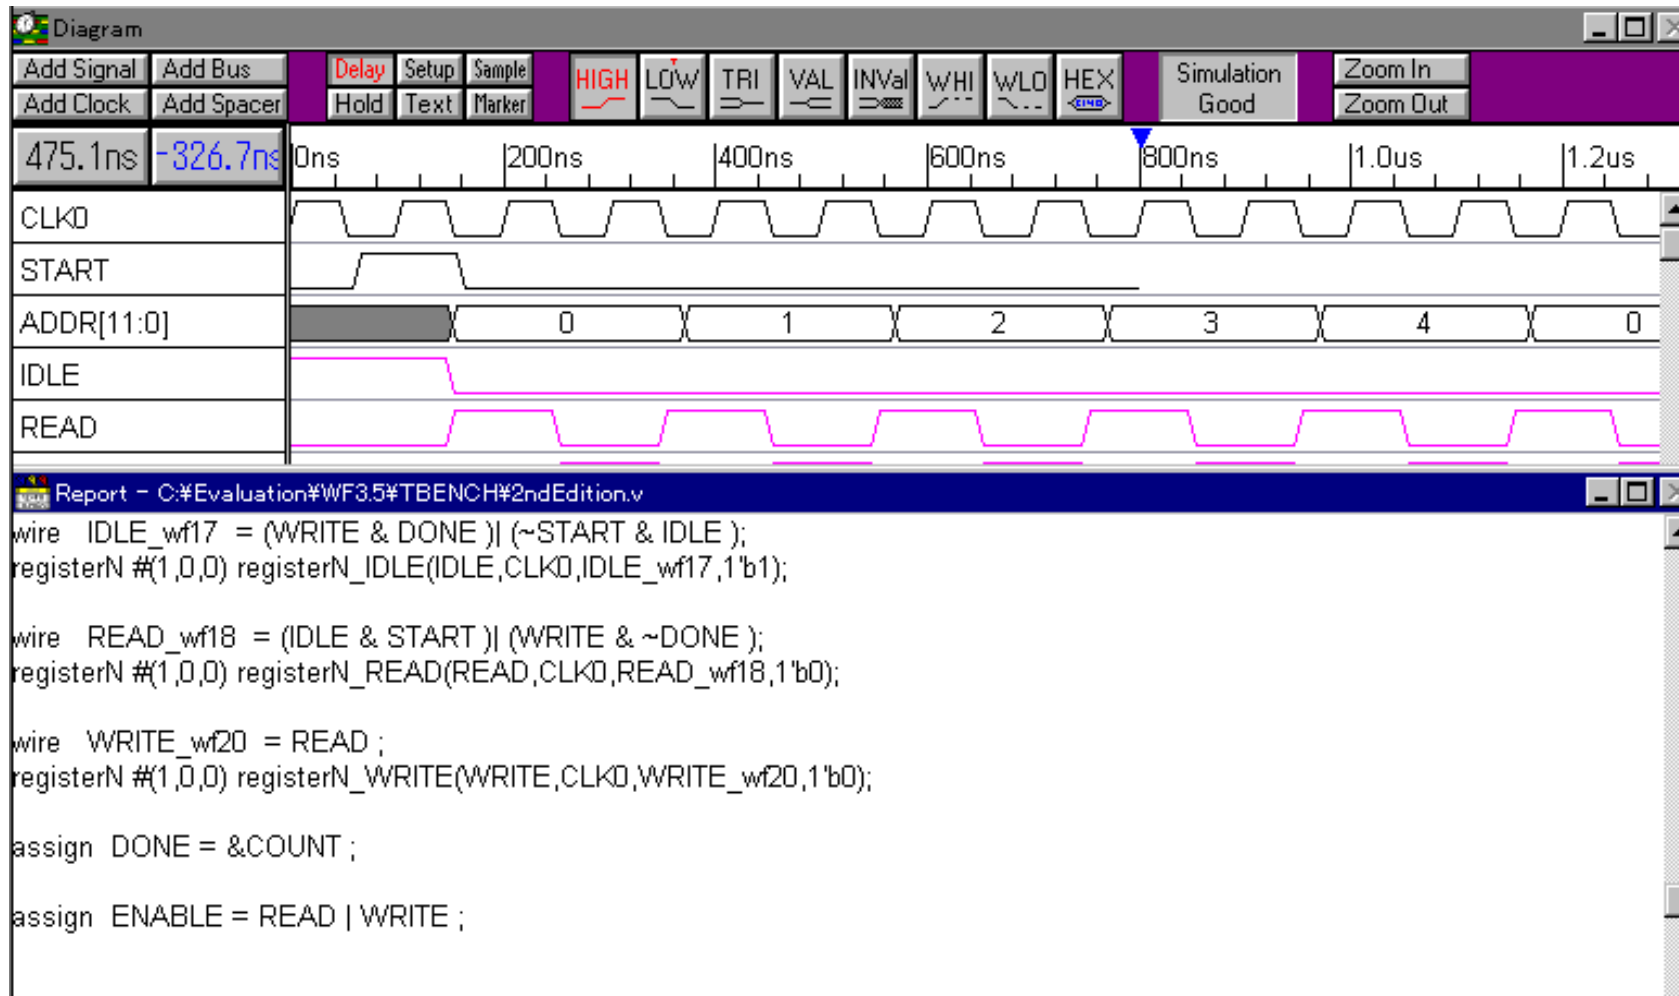 Diagram
Add Signal Add Bus Delay Setup Sample HIGH LOW TRI VAL INVal WHI WLO HEX Simulation Good Zoom In
Add Clock Add Spacer Hold Text Marker Zoom Out
475.1ns -326.7ns 0ns 200ns 400ns 600ns 800ns 1.0us 1.2us
CLK0
START
ADDR[11:0] 0 1 2 3 4 0
IDLE
READ
Report - C:¥Evaluation¥WF3.5¥TBENCH¥2ndEdition.v
wire IDLE_wf17 = (WRITE & DONE )| (~START & IDLE );
registerN #(1,0,0) registerN_IDLE(IDLE,CLK0,IDLE_wf17,1'b1);
wire READ_wf18 = (IDLE & START )| (WRITE & ~DONE );
registerN #(1,0,0) registerN_READ(READ,CLK0,READ_wf18,1'b0);
wire WRITE_wf20 = READ ;
registerN #(1,0,0) registerN_WRITE(WRITE,CLK0,WRITE_wf20,1'b0);
assign DONE = &COUNT ;
assign ENABLE = READ | WRITE ;